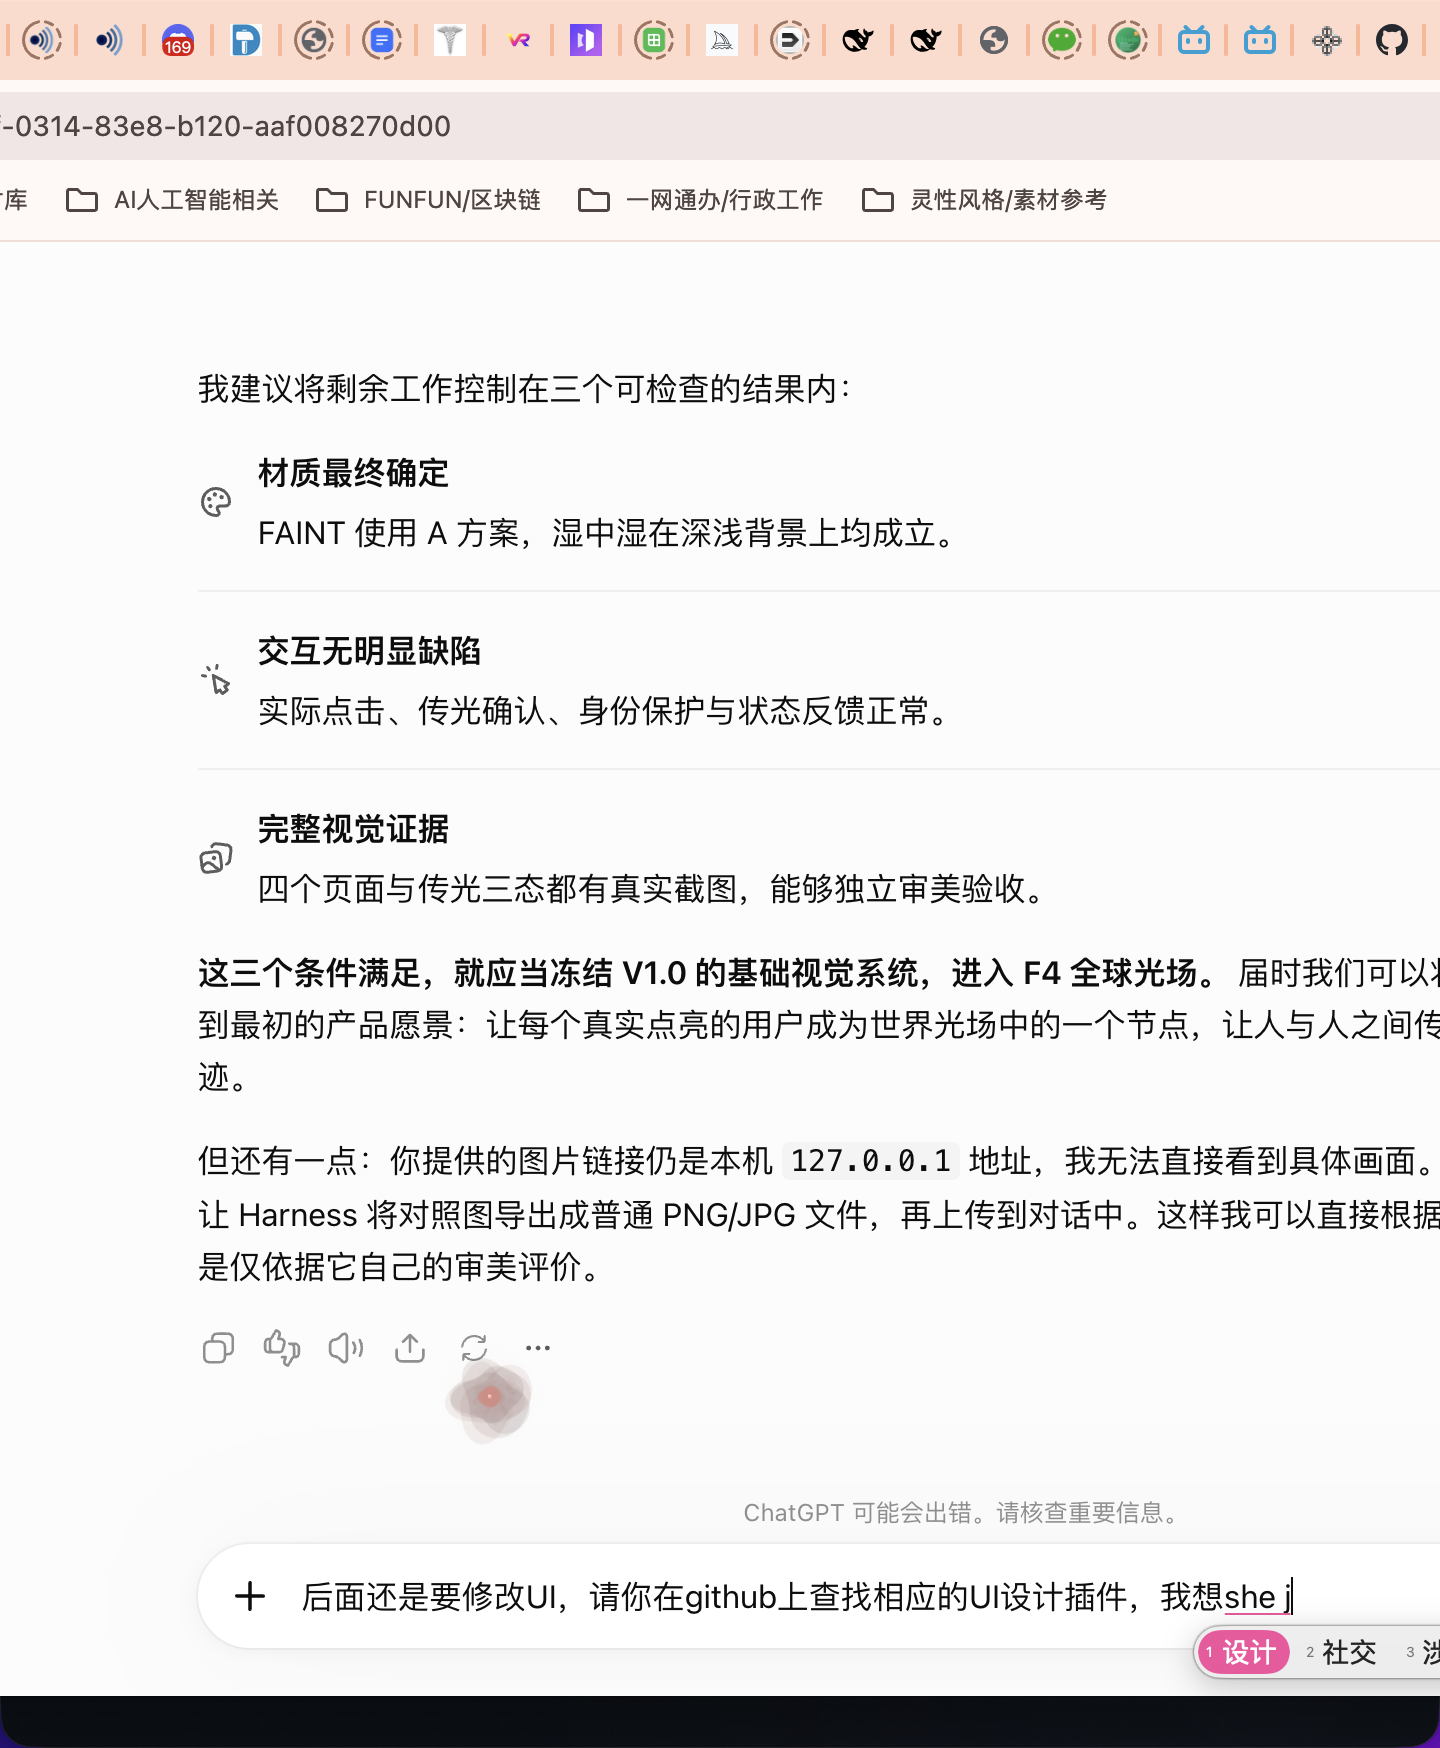 169
-0314-83e8-b120-aaf008270d00
库
AI人工智能相关
FUNFUN/区块链
一网通办/行政工作
灵性风格/素材参考
我建议将剩余工作控制在三个可检查的结果内：
材质最终确定
FAINT 使用 A 方案，湿中湿在深浅背景上均成立。
交互无明显缺陷
实际点击、传光确认、身份保护与状态反馈正常。
完整视觉证据
四个页面与传光三态都有真实截图，能够独立审美验收。
这三个条件满足，就应当冻结 V1.0 的基础视觉系统，进入 F4 全球光场。 届时我们可以
到最初的产品愿景：让每个真实点亮的用户成为世界光场中的一个节点，让人与人之间传
迹。
但还有一点：你提供的图片链接仍是本机 127.0.0.1 地址，我无法直接看到具体画面。
让 Harness 将对照图导出成普通 PNG/JPG 文件，再上传到对话中。这样我可以直接根据
是仅依据它自己的审美评价。
ChatGPT 可能会出错。请核查重要信息。
后面还是要修改UI，请你在github上查找相应的UI设计插件，我想she j
1 设计 2 社交 3